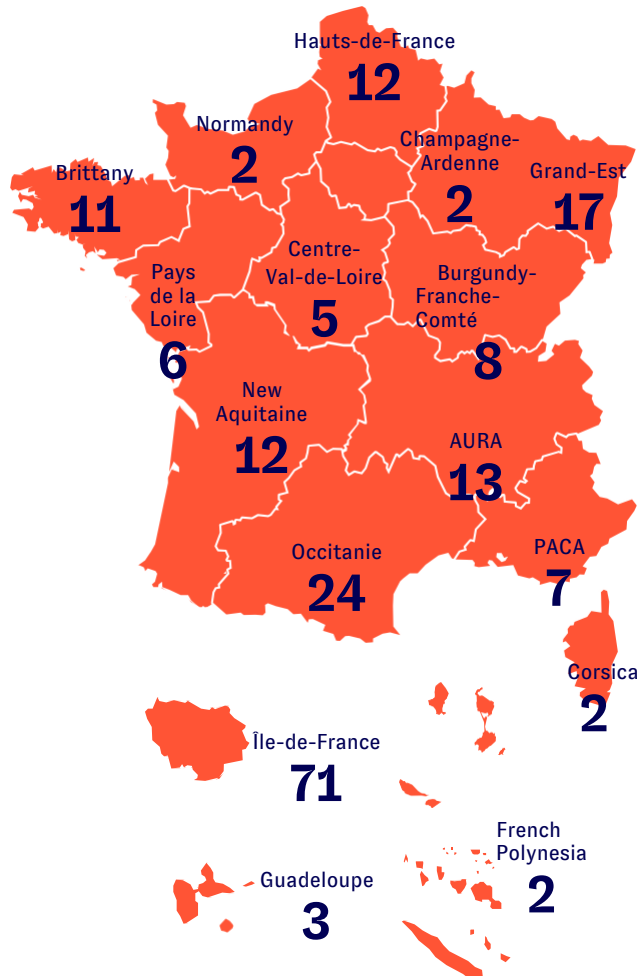 Hauts-de-France
12
Normandy
2
Champagne-
Ardenne
2
Grand-Est
17
Brittany
11
Centre-
Val-de-Loire
5
Pays
de la
Loire
6
Burgundy-
Franche-
Comté
8
New
Aquitaine
12
AURA
13
Occitanie
24
PACA
7
Corsica
2
Île-de-France
71
French
Polynesia
2
Guadeloupe
3